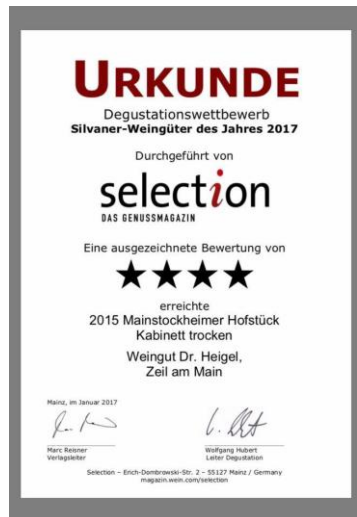 URKUNDE
Degustationswettbewerb
Silvaner-Weingüter des Jahres 2017
Durchgeführt von
selection
DAS GENUSSMAGAZIN
Eine ausgezeichnete Bewertung von
★★★★
erreichte
2015 Mainstockheimer Hofstück
Kabinett trocken
Weingut Dr. Heigel,
Zeil am Main
Mainz, im Januar 2017
Marc Reisner Wolfgang Hubert
Verlagsleiter Leiter Degustation
Selection – Erich-Dombrowski-Str. 2 – 55127 Mainz / Germany
magazin.wein.com/selection